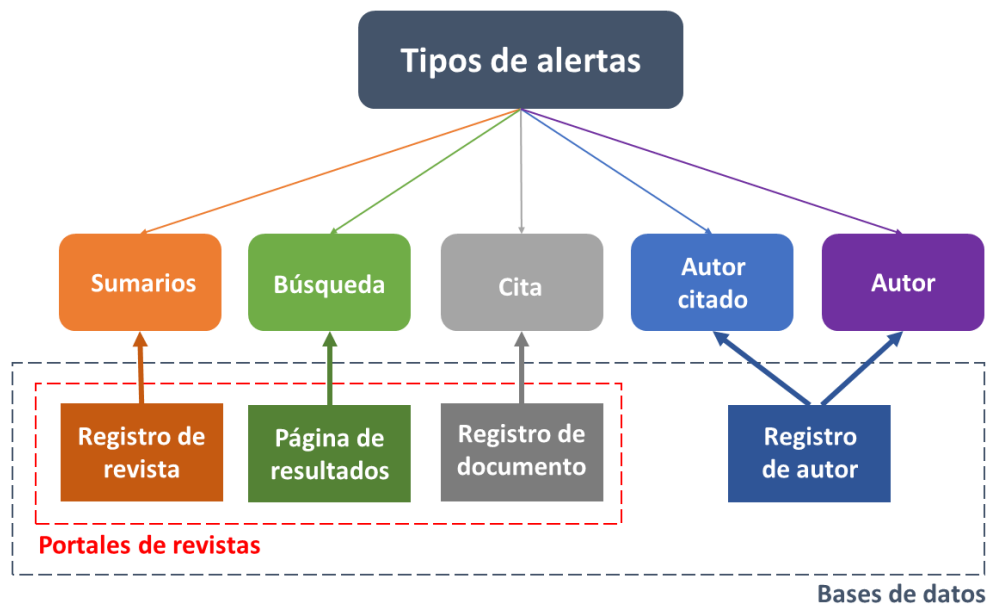 Tipos de alertas
Sumarios
Búsqueda
Cita
Autor
citado
Autor
Registro de
revista
Página de
resultados
Registro de
documento
Registro
de autor
Portales de revistas
Bases de datos